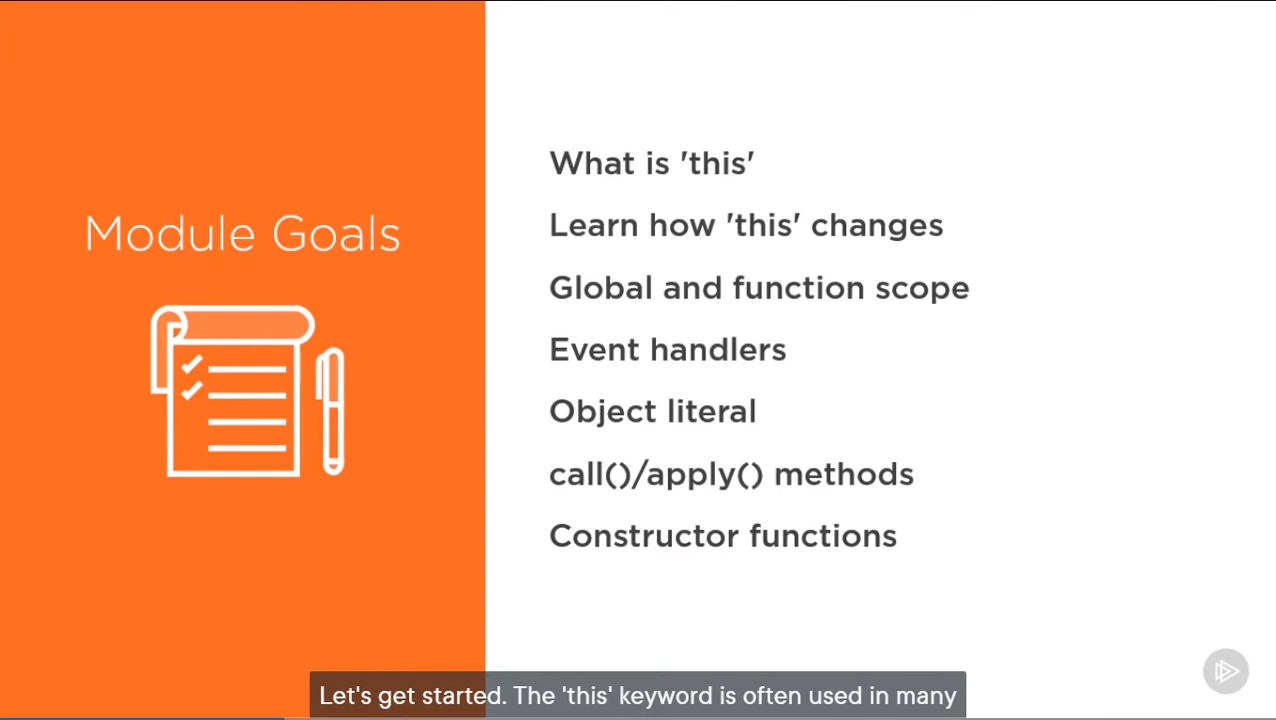 Module Goals
What is 'this'
Learn how 'this' changes
Global and function scope
Event handlers
Object literal
call()/apply() methods
Constructor functions
Let's get started. The 'this' keyword is often used in many